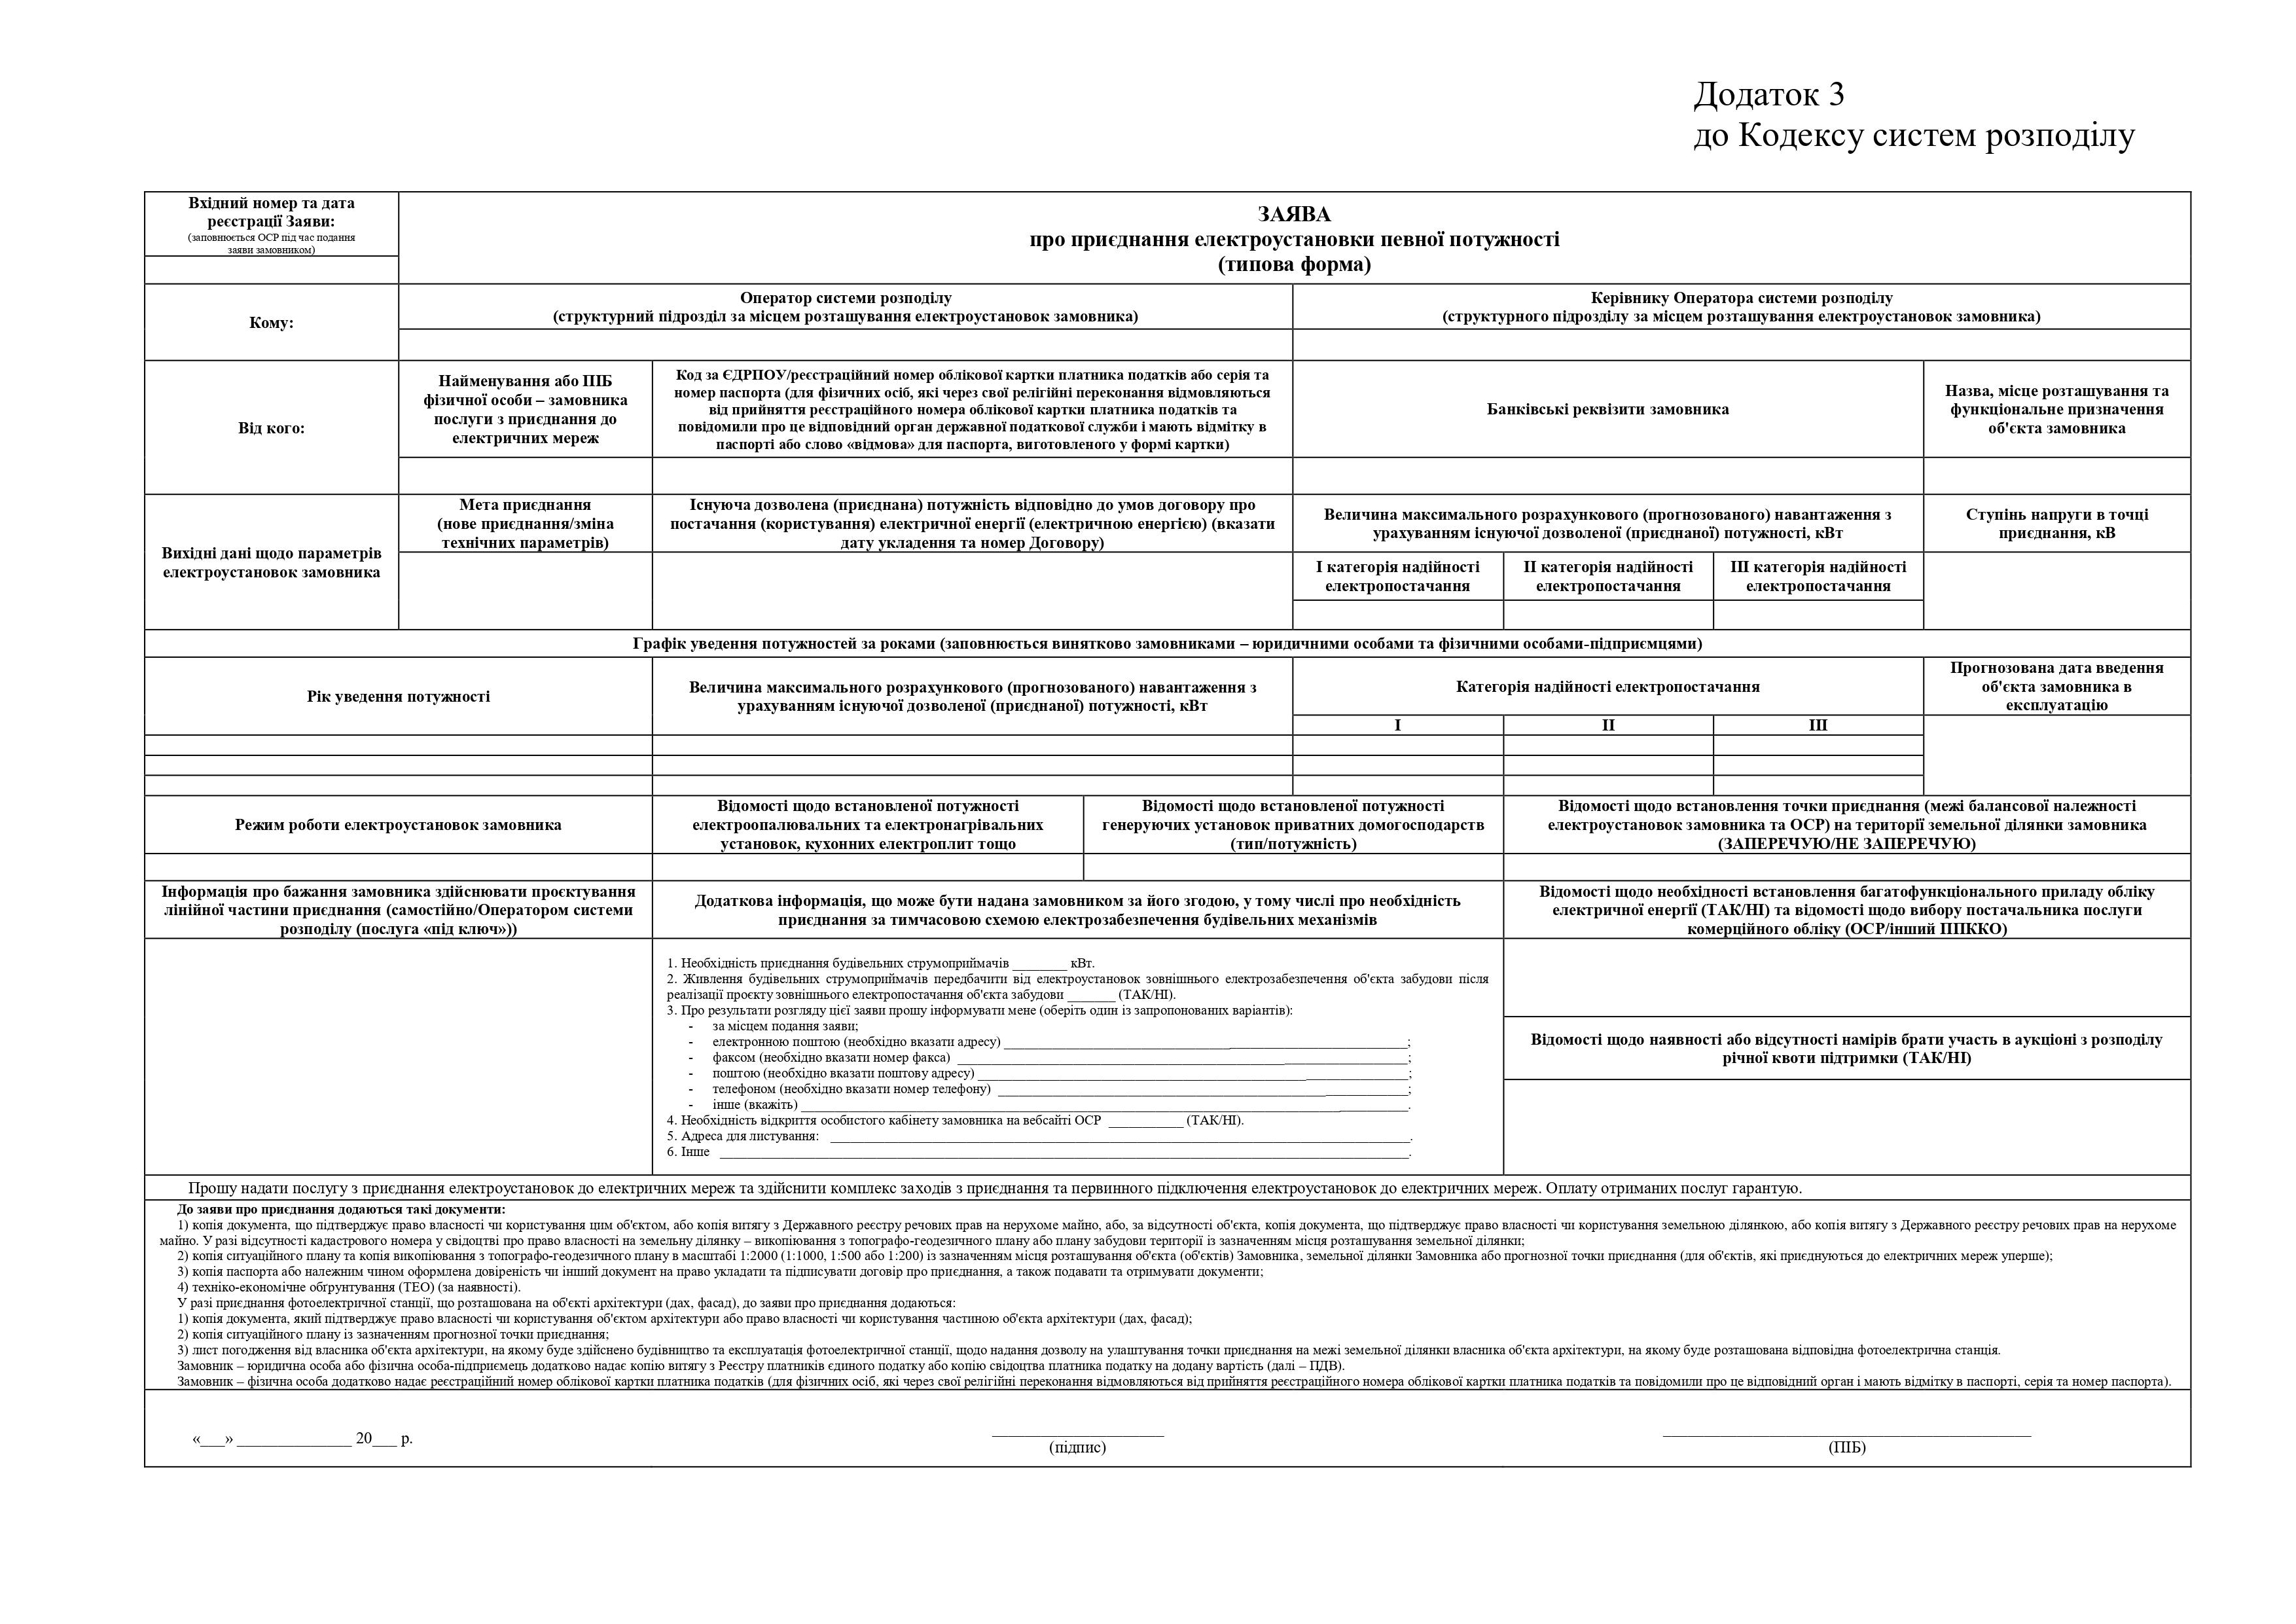 Додаток 3
до Кодексу систем розподілу
Вхідний номер та дата
реєстрації Заяви:
(заповнюється ОСР під час подання
заяви замовником)
ЗАЯВА
про приєднання електроустановки певної потужності
(типова форма)
Кому:
Оператор системи розподілу
(структурний підрозділ за місцем розташування електроустановок замовника)
Керівнику Оператора системи розподілу
(структурного підрозділу за місцем розташування електроустановок замовника)
Від кого:
Найменування або ПІБ
фізичної особи – замовника
послуги з приєднання до
електричних мереж
Код за ЄДРПОУ/реєстраційний номер облікової картки платника податків або серія та
номер паспорта (для фізичних осіб, які через свої релігійні переконання відмовляються
від прийняття реєстраційного номера облікової картки платника податків та
повідомили про це відповідний орган державної податкової служби і мають відмітку в
паспорті або слово «відмова» для паспорта, виготовленого у формі картки)
Банківські реквізити замовника
Назва, місце розташування та
функціональне призначення
об'єкта замовника
Вихідні дані щодо параметрів
електроустановок замовника
Мета приєднання
(нове приєднання/зміна
технічних параметрів)
Існуюча дозволена (приєднана) потужність відповідно до умов договору про
постачання (користування) електричної енергії (електричною енергією) (вказати
дату укладення та номер Договору)
Величина максимального розрахункового (прогнозованого) навантаження з
урахуванням існуючої дозволеної (приєднаної) потужності, кВт
Ступінь напруги в точці
приєднання, кВ
І категорія надійності
електропостачання
ІІ категорія надійності
електропостачання
ІІІ категорія надійності
електропостачання
Графік уведення потужностей за роками (заповнюється винятково замовниками – юридичними особами та фізичними особами-підприємцями)
Рік уведення потужності
Величина максимального розрахункового (прогнозованого) навантаження з
урахуванням існуючої дозволеної (приєднаної) потужності, кВт
Категорія надійності електропостачання
Прогнозована дата введення
об'єкта замовника в
експлуатацію
І
ІІ
ІІІ
Режим роботи електроустановок замовника
Відомості щодо встановленої потужності
електроопалювальних та електронагрівальних
установок, кухонних електроплит тощо
Відомості щодо встановленої потужності
генеруючих установок приватних домогосподарств
(тип/потужність)
Відомості щодо встановлення точки приєднання (межі балансової належності
електроустановок замовника та ОСР) на території земельної ділянки замовника
(ЗАПЕРЕЧУЮ/НЕ ЗАПЕРЕЧУЮ)
Інформація про бажання замовника здійснювати проєктування
лінійної частини приєднання (самостійно/Оператором системи
розподілу (послуга «під ключ»))
Додаткова інформація, що може бути надана замовником за його згодою, у тому числі про необхідність
приєднання за тимчасовою схемою електрозабезпечення будівельних механізмів
Відомості щодо необхідності встановлення багатофункціонального приладу обліку
електричної енергії (ТАК/НІ) та відомості щодо вибору постачальника послуги
комерційного обліку (ОСР/інший ППККО)
1. Необхідність приєднання будівельних струмоприймачів ________ кВт.
2. Живлення будівельних струмоприймачів передбачити від електроустановок зовнішнього електрозабезпечення об'єкта забудови після
реалізації проєкту зовнішнього електропостачання об'єкта забудови _______ (ТАК/НІ).
3. Про результати розгляду цієї заяви прошу інформувати мене (оберіть один із запропонованих варіантів):
- за місцем подання заяви;
- електронною поштою (необхідно вказати адресу) ____________________;
- факсом (необхідно вказати номер факса) ____________________;
- поштою (необхідно вказати поштову адресу) ____________________;
- телефоном (необхідно вказати номер телефону) ____________________;
- інше (вкажіть) ____________________.
4. Необхідність відкриття особистого кабінету замовника на вебсайті ОСР ___________ (ТАК/НІ).
5. Адреса для листування: ____________________.
6. Інше ____________________.
Відомості щодо наявності або відсутності намірів брати участь в аукціоні з розподілу
річної квоти підтримки (ТАК/НІ)
Прошу надати послугу з приєднання електроустановок до електричних мереж та здійснити комплекс заходів з приєднання та первинного підключення електроустановок до електричних мереж. Оплату отриманих послуг гарантую.
До заяви про приєднання додаються такі документи:
1) копія документа, що підтверджує право власності чи користування цим об'єктом, або копія витягу з Державного реєстру речових прав на нерухоме майно, або, за відсутності об'єкта, копія документа, що підтверджує право власності чи користування земельною ділянкою, або копія витягу з Державного реєстру речових прав на нерухоме
майно. У разі відсутності кадастрового номера у свідоцтві про право власності на земельну ділянку – викопіювання з топографо-геодезичного плану або плану забудови території із зазначенням місця розташування земельної ділянки;
2) копія ситуаційного плану та копія викопіювання з топографо-геодезичного плану в масштабі 1:2000 (1:1000, 1:500 або 1:200) із зазначенням місця розташування об'єкта (об'єктів) Замовника, земельної ділянки Замовника або прогнозної точки приєднання (для об'єктів, які приєднуються до електричних мереж уперше);
3) копія паспорта або належним чином оформлена довіреність чи інший документ на право укладати та підписувати договір про приєднання, а також подавати та отримувати документи;
4) техніко-економічне обґрунтування (ТЕО) (за наявності).
У разі приєднання фотоелектричної станції, що розташована на об'єкті архітектури (дах, фасад), до заяви про приєднання додаються:
1) копія документа, який підтверджує право власності чи користування об'єктом архітектури або право власності чи користування частиною об'єкта архітектури (дах, фасад);
2) копія ситуаційного плану із зазначенням прогнозної точки приєднання;
3) лист погодження від власника об'єкта архітектури, на якому буде здійснено будівництво та експлуатація фотоелектричної станції, щодо надання дозволу на улаштування точки приєднання на межі земельної ділянки власника об'єкта архітектури, на якому буде розташована відповідна фотоелектрична станція.
Замовник – юридична особа або фізична особа-підприємець додатково надає копію витягу з Реєстру платників єдиного податку або копію свідоцтва платника податку на додану вартість (далі – ПДВ).
Замовник – фізична особа додатково надає реєстраційний номер облікової картки платника податків (для фізичних осіб, які через свої релігійні переконання відмовляються від прийняття реєстраційного номера облікової картки платника податків та повідомили про це відповідний орган і мають відмітку в паспорті, серія та номер паспорта).
«___» ______________ 20___ р.
_____________________
(підпис)
_____________________________________________
(ПІБ)